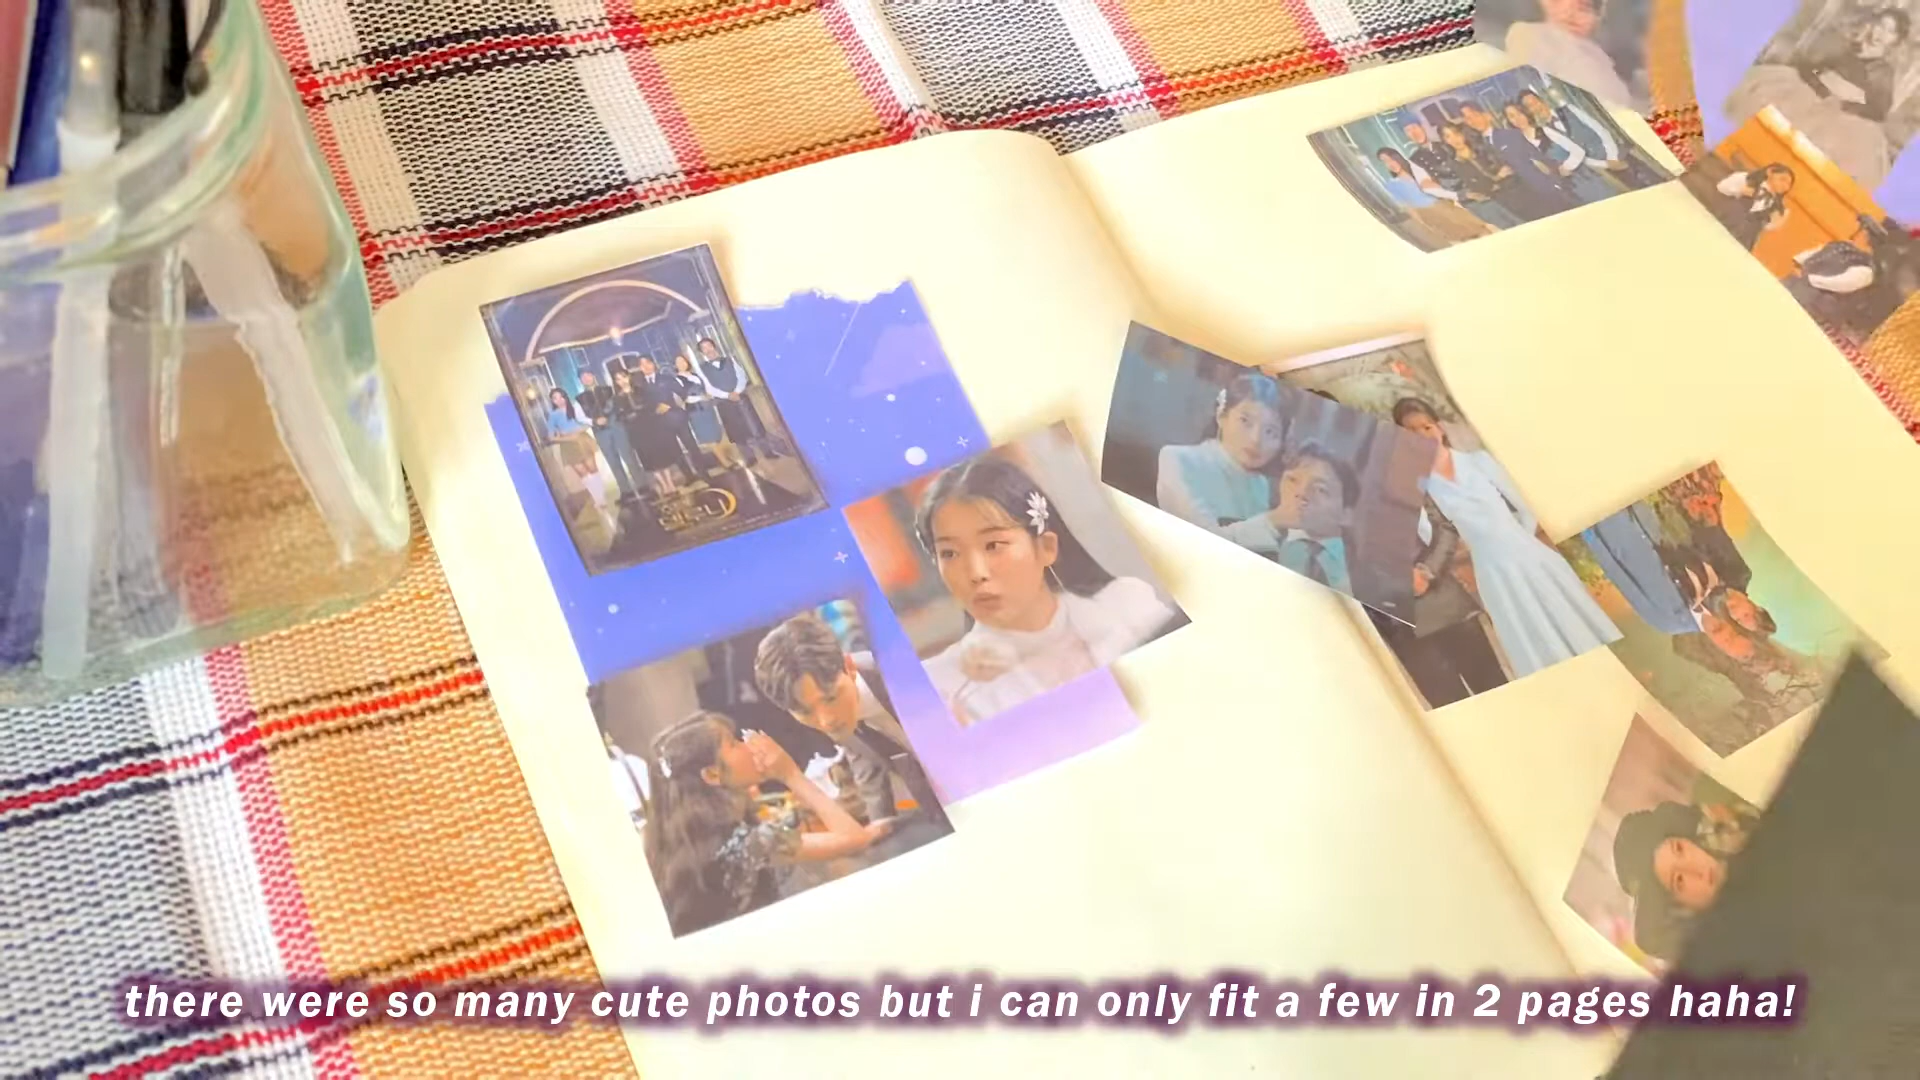 there were so many cute photos but i can only fit a few in 2 pages haha!